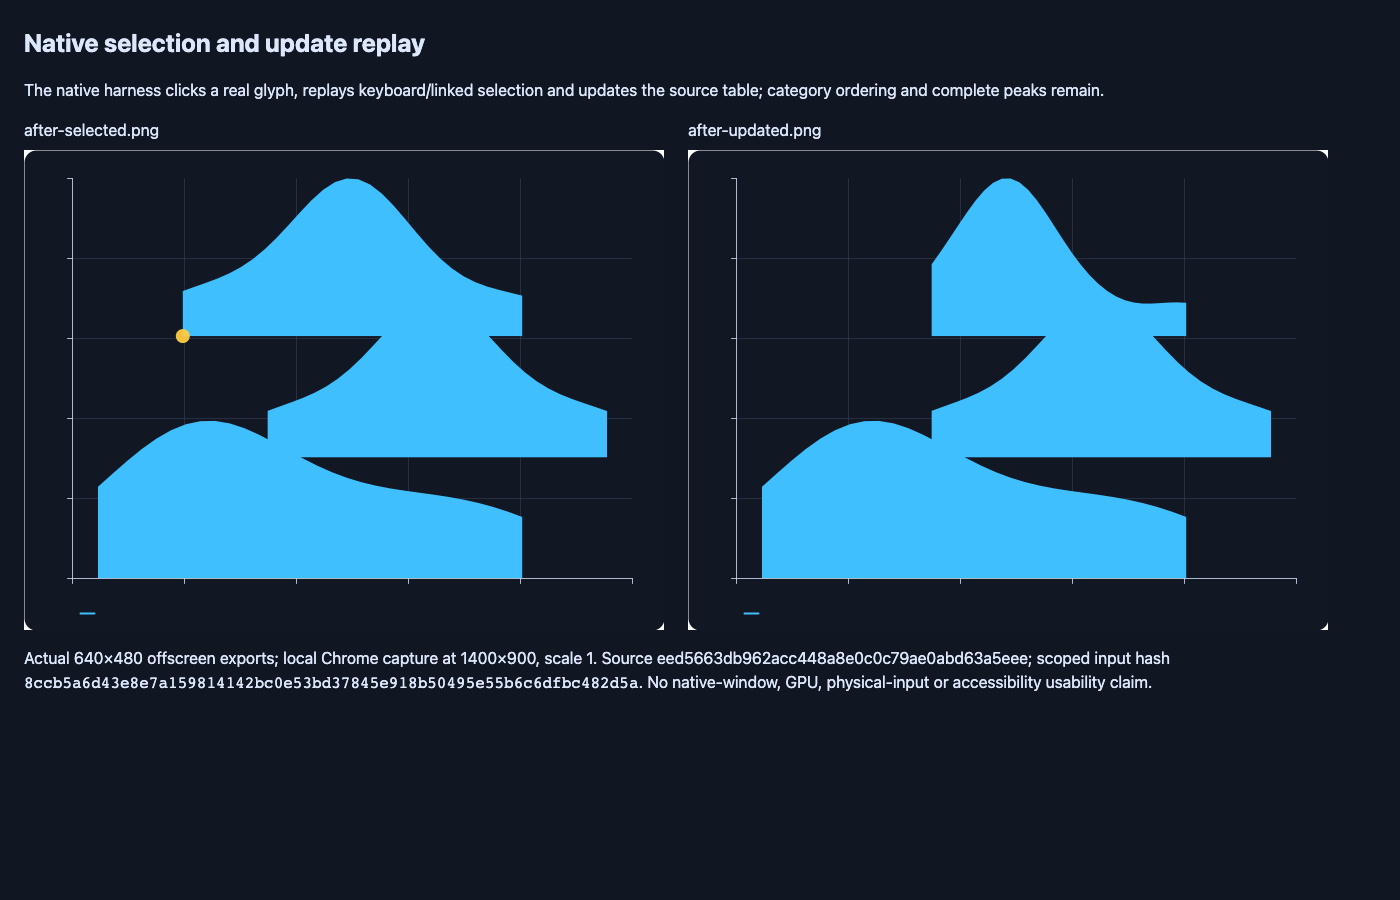 Native selection and update replay
The native harness clicks a real glyph, replays keyboard/linked selection and updates the source table; category ordering and complete peaks remain.
after-selected.png
after-updated.png
Actual 640×480 offscreen exports; local Chrome capture at 1400×900, scale 1. Source eed5663db962acc448a8e0c0c79ae0abd63a5eee; scoped input hash
8ccb5a6d43e8e7a159814142bc0e53bd37845e918b50495e55b6c6dfbc482d5a. No native-window, GPU, physical-input or accessibility usability claim.